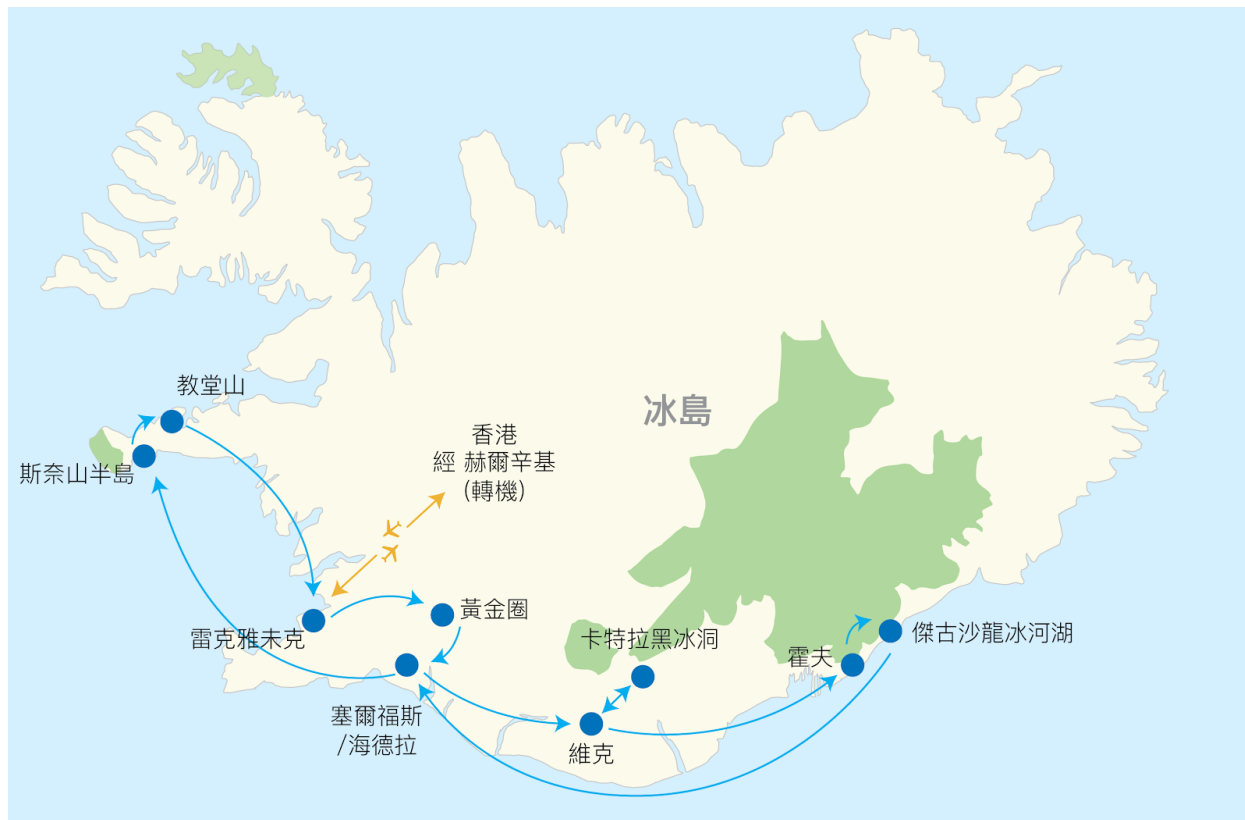 教堂山
冰島
香港
經 赫爾辛基
(轉機)
斯奈山半島
黃金圈
雷克雅未克
卡特拉黑冰洞
傑古沙龍冰河湖
霍夫
塞爾福斯
/海德拉
維克